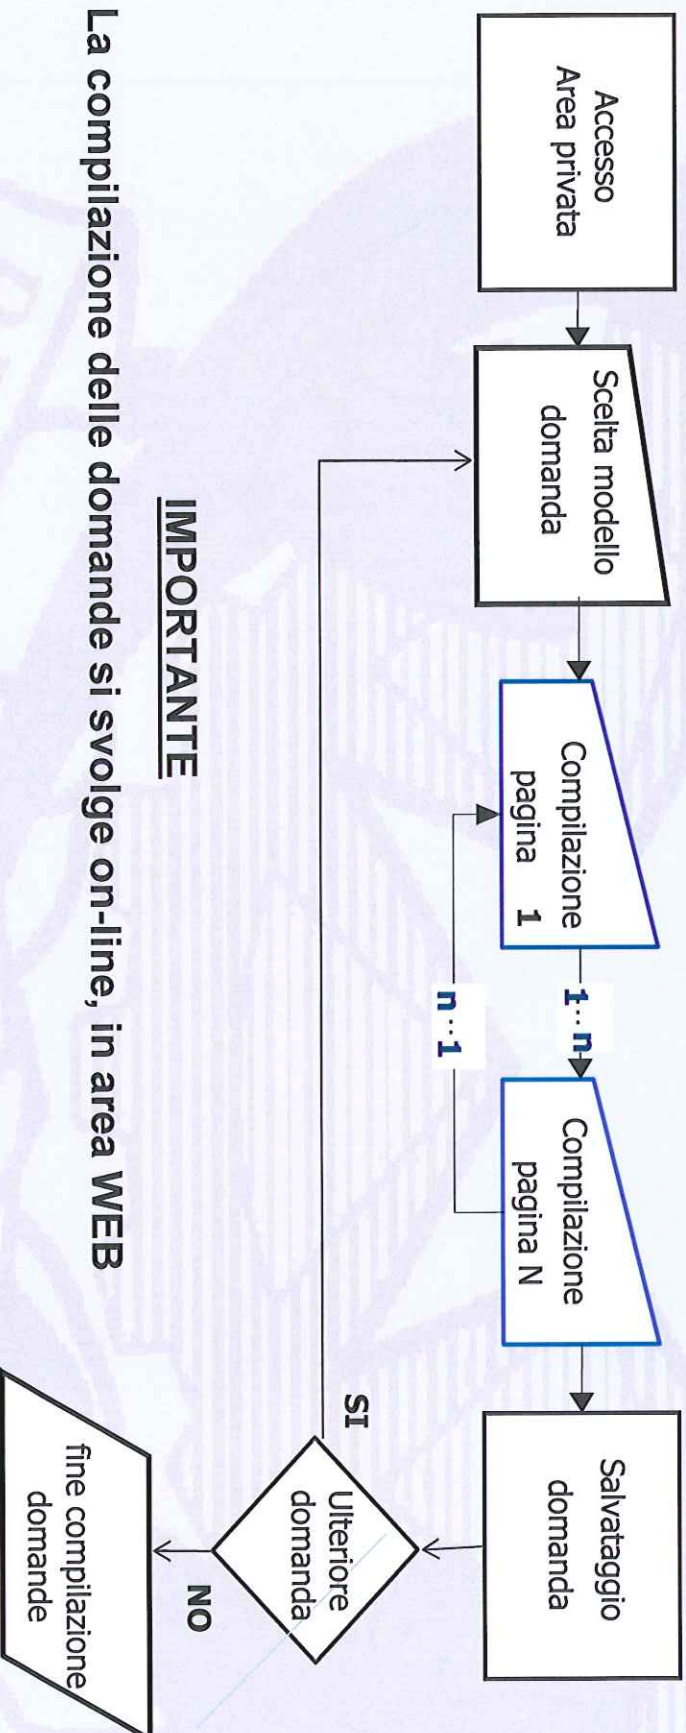 Accesso
Area privata
Scelta modello
domanda
Compilazione
pagina 1
1..n
n..1
Compilazione
pagina N
Salvataggio
domanda
Ulteriore
domanda
SI
NO
fine compilazione
domande
IMPORTANTE
La compilazione delle domande si svolge on-line, in area WEB